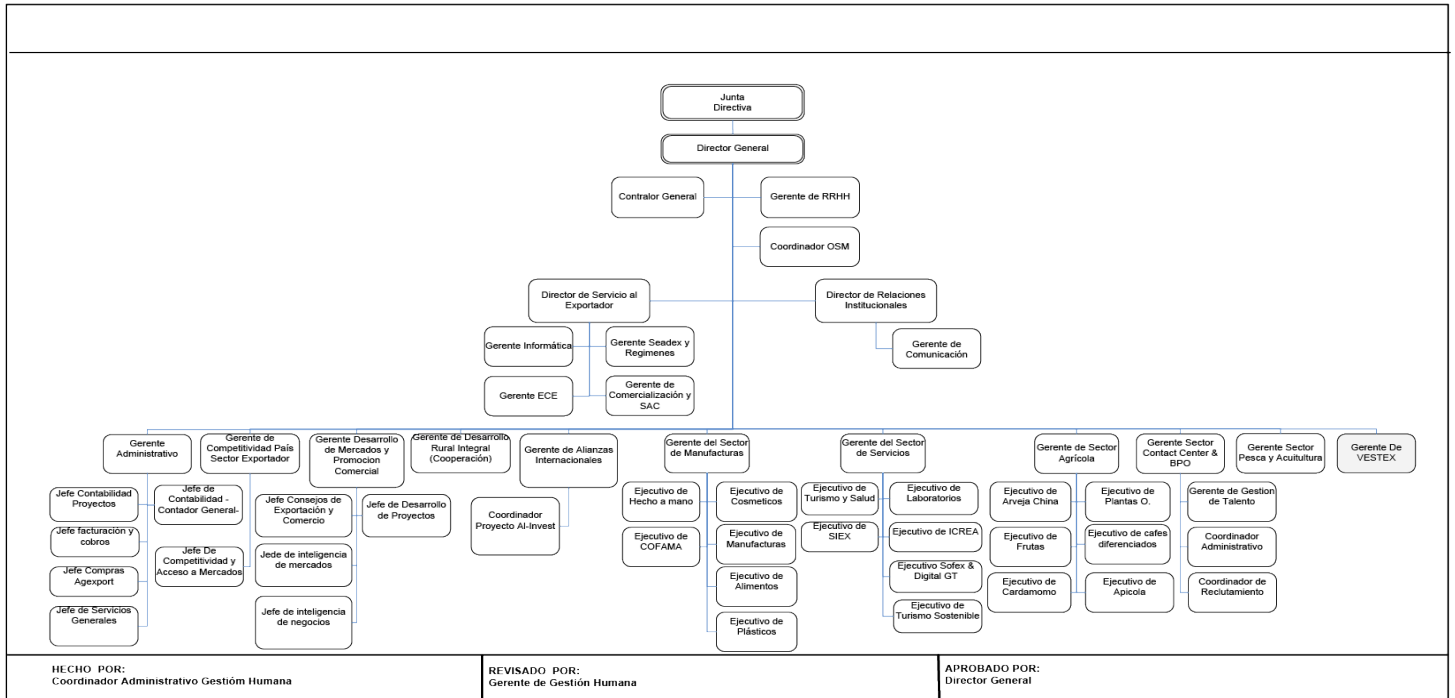 Junta
Directiva
Director General
Contralor General
Gerente de RRHH
Coordinador OSM
Director de Servicio al
Exportador
Director de Relaciones
Institucionales
Gerente Informática
Gerente Seadex y
Regimenes
Gerente de
Comunicación
Gerente ECE
Gerente de
Comercialización y
SAC
Gerente
Administrativo
Gerente de
Competitividad País
Sector Exportador
Gerente Desarrollo
de Mercados y
Promocion
Comercial
Gerente de Desarrollo
Rural Integral
(Cooperación)
Gerente de Alianzas
Internacionales
Gerente del Sector
de Manufacturas
Gerente del Sector
de Servicios
Gerente de Sector
Agrícola
Gerente Sector
Contact Center &
BPO
Gerente Sector
Pesca y Acuitultura
Gerente De
VESTEX
Jefe Contabilidad
Proyectos
Jefe de
Contabilidad -
Contador General-
Jefe facturación y
cobros
Jefe De
Competitividad y
Acceso a Mercados
Jefe Compras
Agexport
Jefe de Servicios
Generales
Jefe Consejos de
Exportación y
Comercio
Jefe de Desarrollo
de Proyectos
Jede de inteligencia
de mercados
Jefe de inteligencia
de negocios
Coordinador
Proyecto Al-Invest
Ejecutivo de
Hecho a mano
Ejecutivo de
Cosmeticos
Ejecutivo de
COFAMA
Ejecutivo de
Manufacturas
Ejecutivo de
Alimentos
Ejecutivo de
Plásticos
Ejecutivo de
Turismo y Salud
Ejecutivo de
Laboratorios
Ejecutivo de
SIEX
Ejecutivo de ICREA
Ejecutivo Sofex &
Digital GT
Ejecutivo de
Turismo Sostenible
Ejecutivo de
Arveja China
Ejecutivo de
Plantas O.
Ejecutivo de
Frutas
Ejecutivo de cafes
diferenciados
Ejecutivo de
Cardamomo
Ejecutivo de
Apicola
Gerente de Gestion
de Talento
Coordinador
Administrativo
Coordinador de
Reclutamiento
HECHO POR:
Coordinador Administrativo Gestióm Humana
REVISADO POR:
Gerente de Gestión Humana
APROBADO POR:
Director General